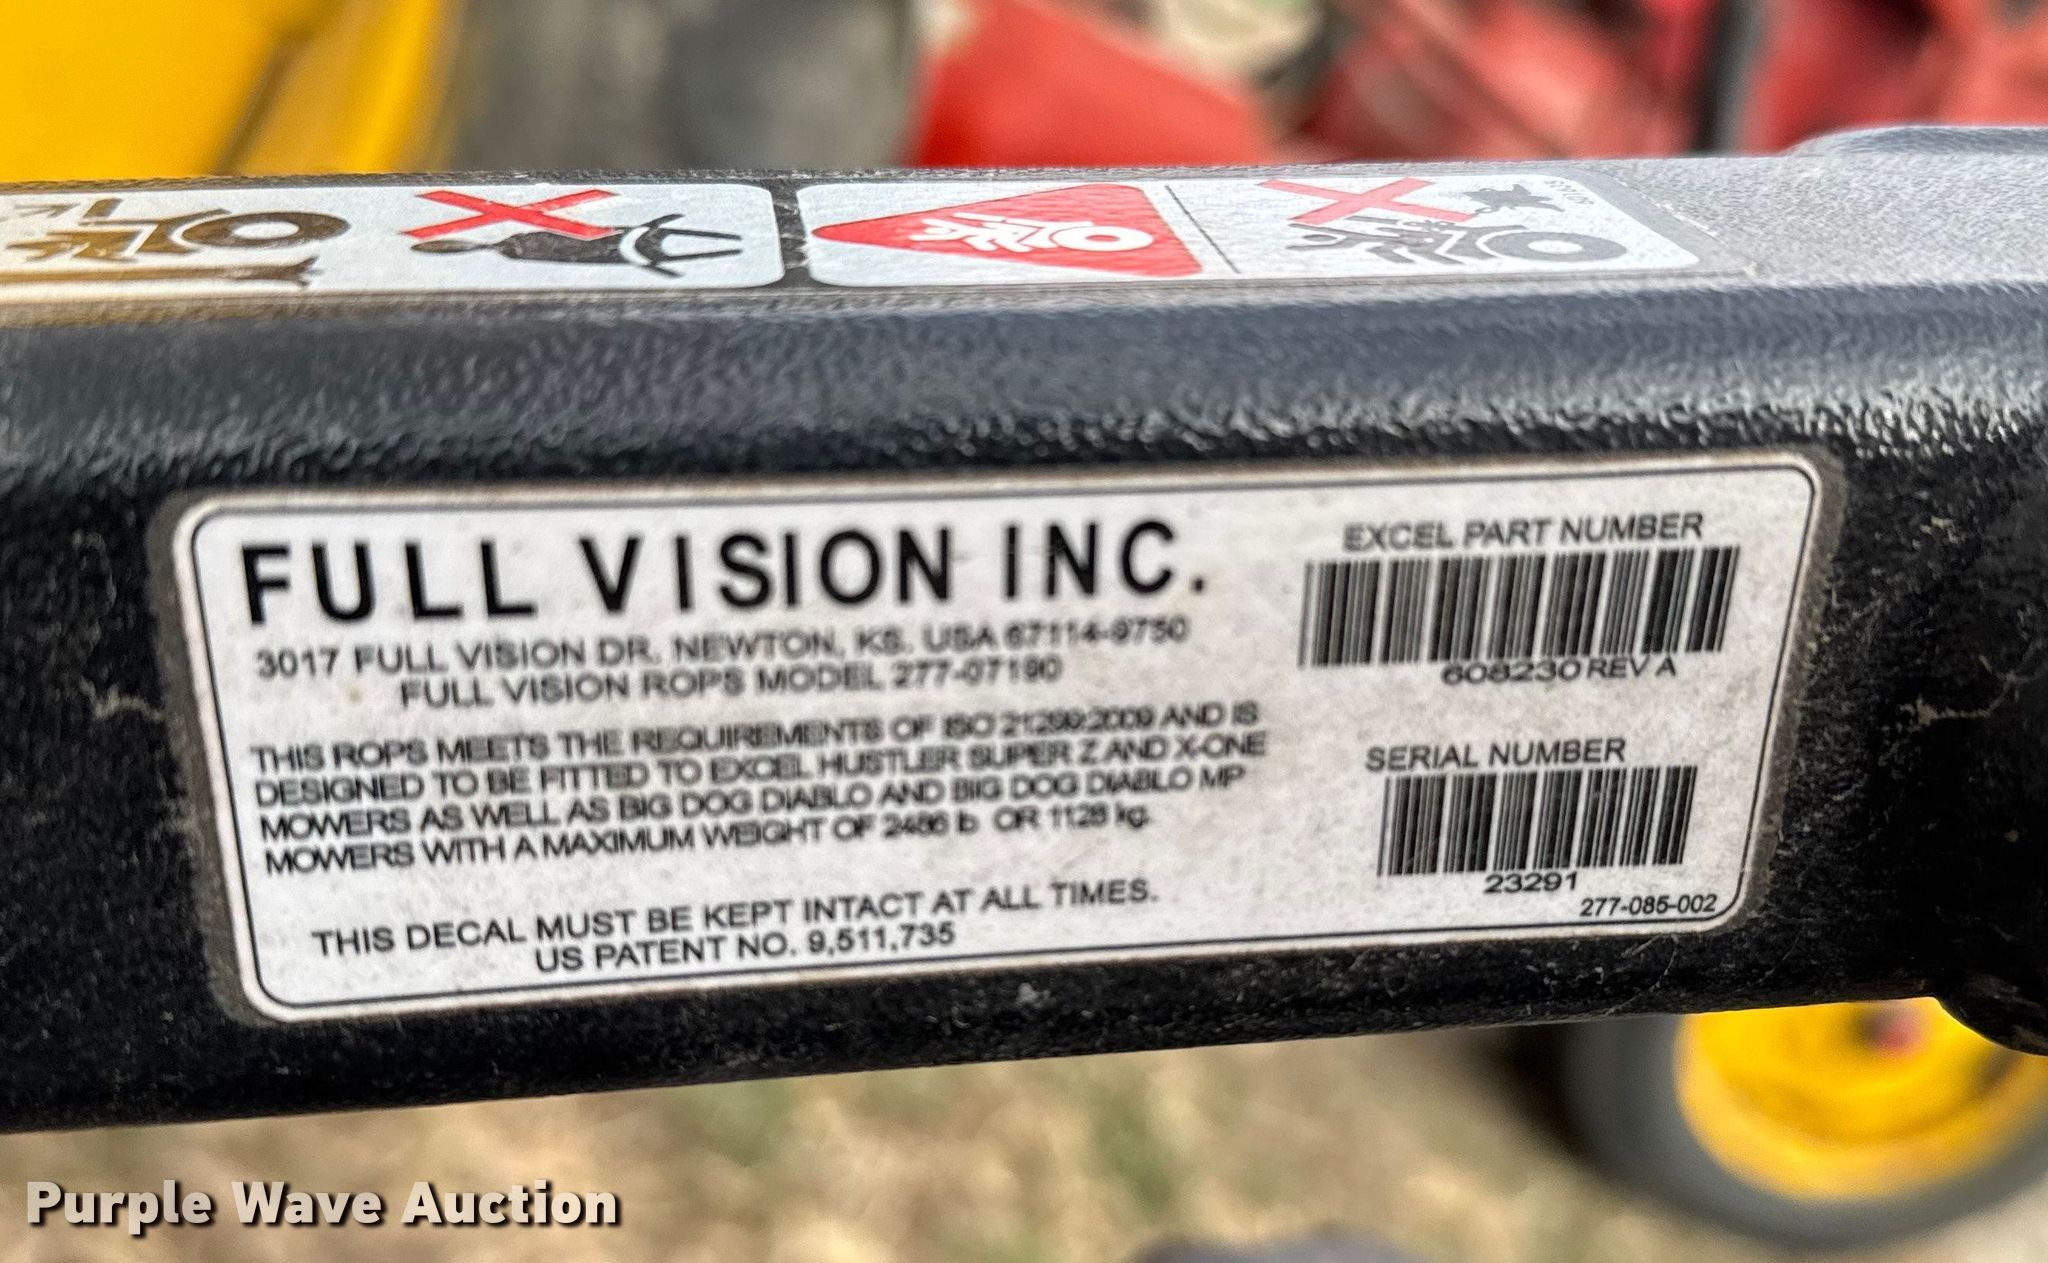 FULL VISION INC.
3017 FULL VISION DR. NEWTON, KS. USA 67114-9750
FULL VISION ROPS MODEL 277-07190
THIS ROPS MEETS THE REQUIREMENTS OF ISO 21299:2009 AND IS
DESIGNED TO BE FITTED TO EXCEL HUSTLER SUPER Z AND X-ONE
MOWERS AS WELL AS BIG DOG DIABLO AND BIG DOG DIABLO MP
MOWERS WITH A MAXIMUM WEIGHT OF 2486 lb OR 1128 kg.
THIS DECAL MUST BE KEPT INTACT AT ALL TIMES.
US PATENT NO. 9,511,735
EXCEL PART NUMBER
608230 REV A
SERIAL NUMBER
23291
277-085-002
Purple Wave Auction